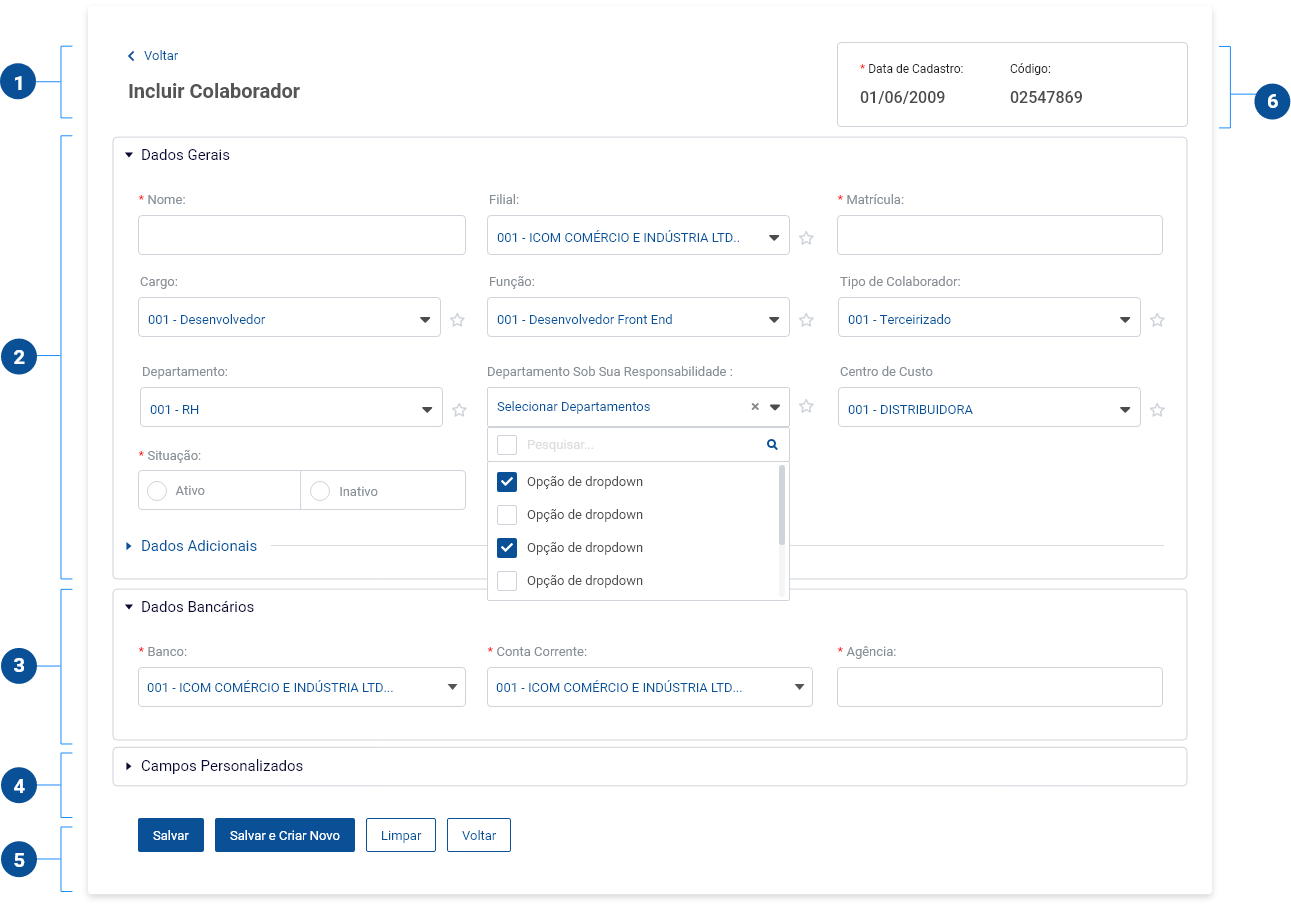 1
Voltar
Incluir Colaborador
* Data de Cadastro: Código:
01/06/2009 02547869
6
2
Dados Gerais
* Nome: Filial: * Matrícula:
001 - ICOM COMÉRCIO E INDÚSTRIA LTD..
Cargo: Função: Tipo de Colaborador:
001 - Desenvolvedor 001 - Desenvolvedor Front End 001 - Terceirizado
Departamento: Departamento Sob Sua Responsabilidade : Centro de Custo
001 - RH Selecionar Departamentos × 001 - DISTRIBUIDORA
Pesquisar...
* Situação:
Ativo Inativo
Opção de dropdown
Opção de dropdown
Opção de dropdown
Opção de dropdown
Dados Adicionais
3
Dados Bancários
* Banco: * Conta Corrente: * Agência:
001 - ICOM COMÉRCIO E INDÚSTRIA LTD... 001 - ICOM COMÉRCIO E INDÚSTRIA LTD...
4
Campos Personalizados
5
Salvar Salvar e Criar Novo Limpar Voltar